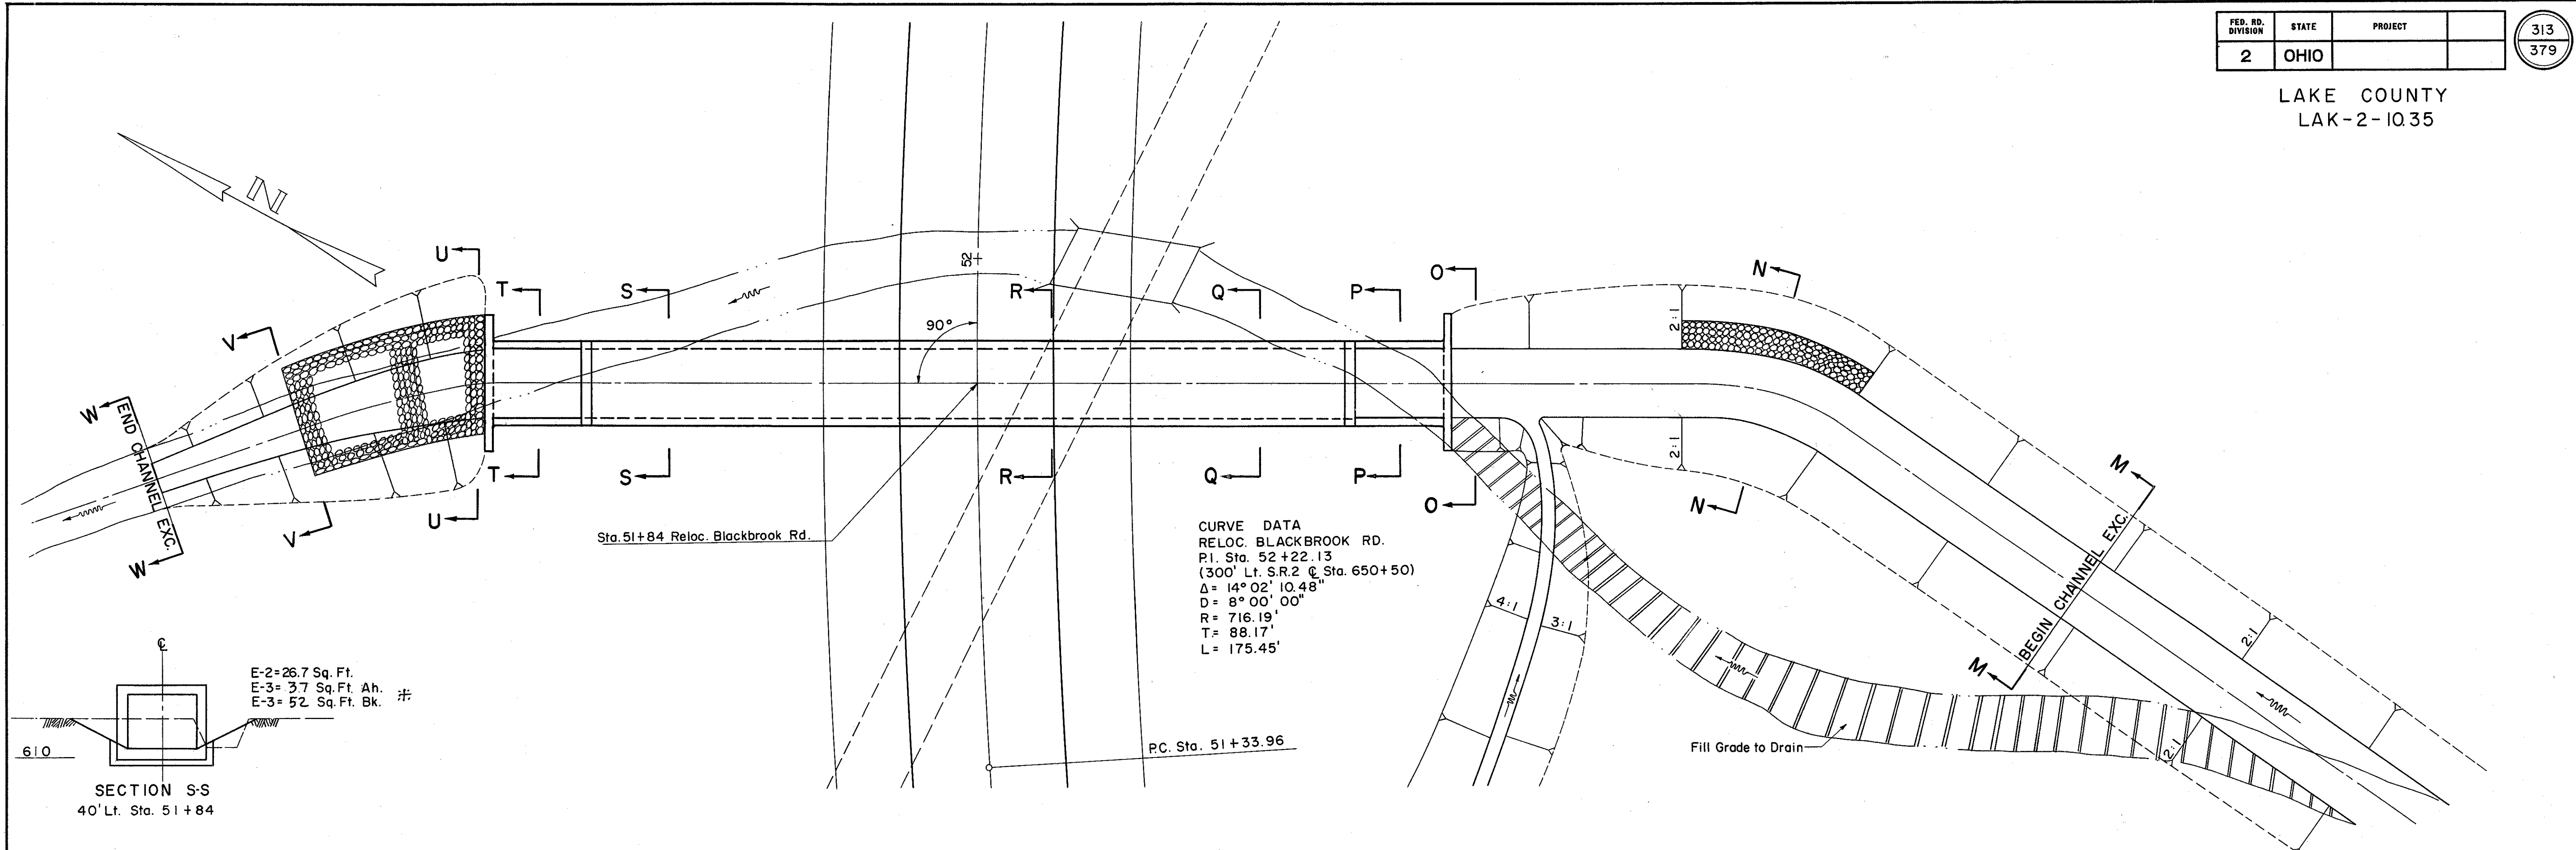 FED. RD. DIVISION STATE PROJECT
2 OHIO
313
379
LAKE COUNTY
LAK-2-10.35
N
U
T
S
R
Q
P
O
N
V
W
END CHANNEL EXC.
W
V
U
T
S
R
Q
P
O
N
M
BEGIN CHANNEL EXC.
M
52
90°
2:1
2:1
2:1
2:1
4:1
3:1
Sta. 51+84 Reloc. Blackbrook Rd.
CURVE DATA
RELOC. BLACKBROOK RD.
P.I. Sta. 52+22.13
(300' Lt. S.R.2 ℄ Sta. 650+50)
Δ = 14° 02' 10.48"
D = 8° 00' 00"
R = 716.19'
T = 88.17'
L = 175.45'
P.C. Sta. 51+33.96
Fill Grade to Drain
℄
E-2=26.7 Sq. Ft.
E-3= 37 Sq. Ft. Ah.
E-3= 52 Sq. Ft. Bk.
610
SECTION S-S
40' Lt. Sta. 51+84